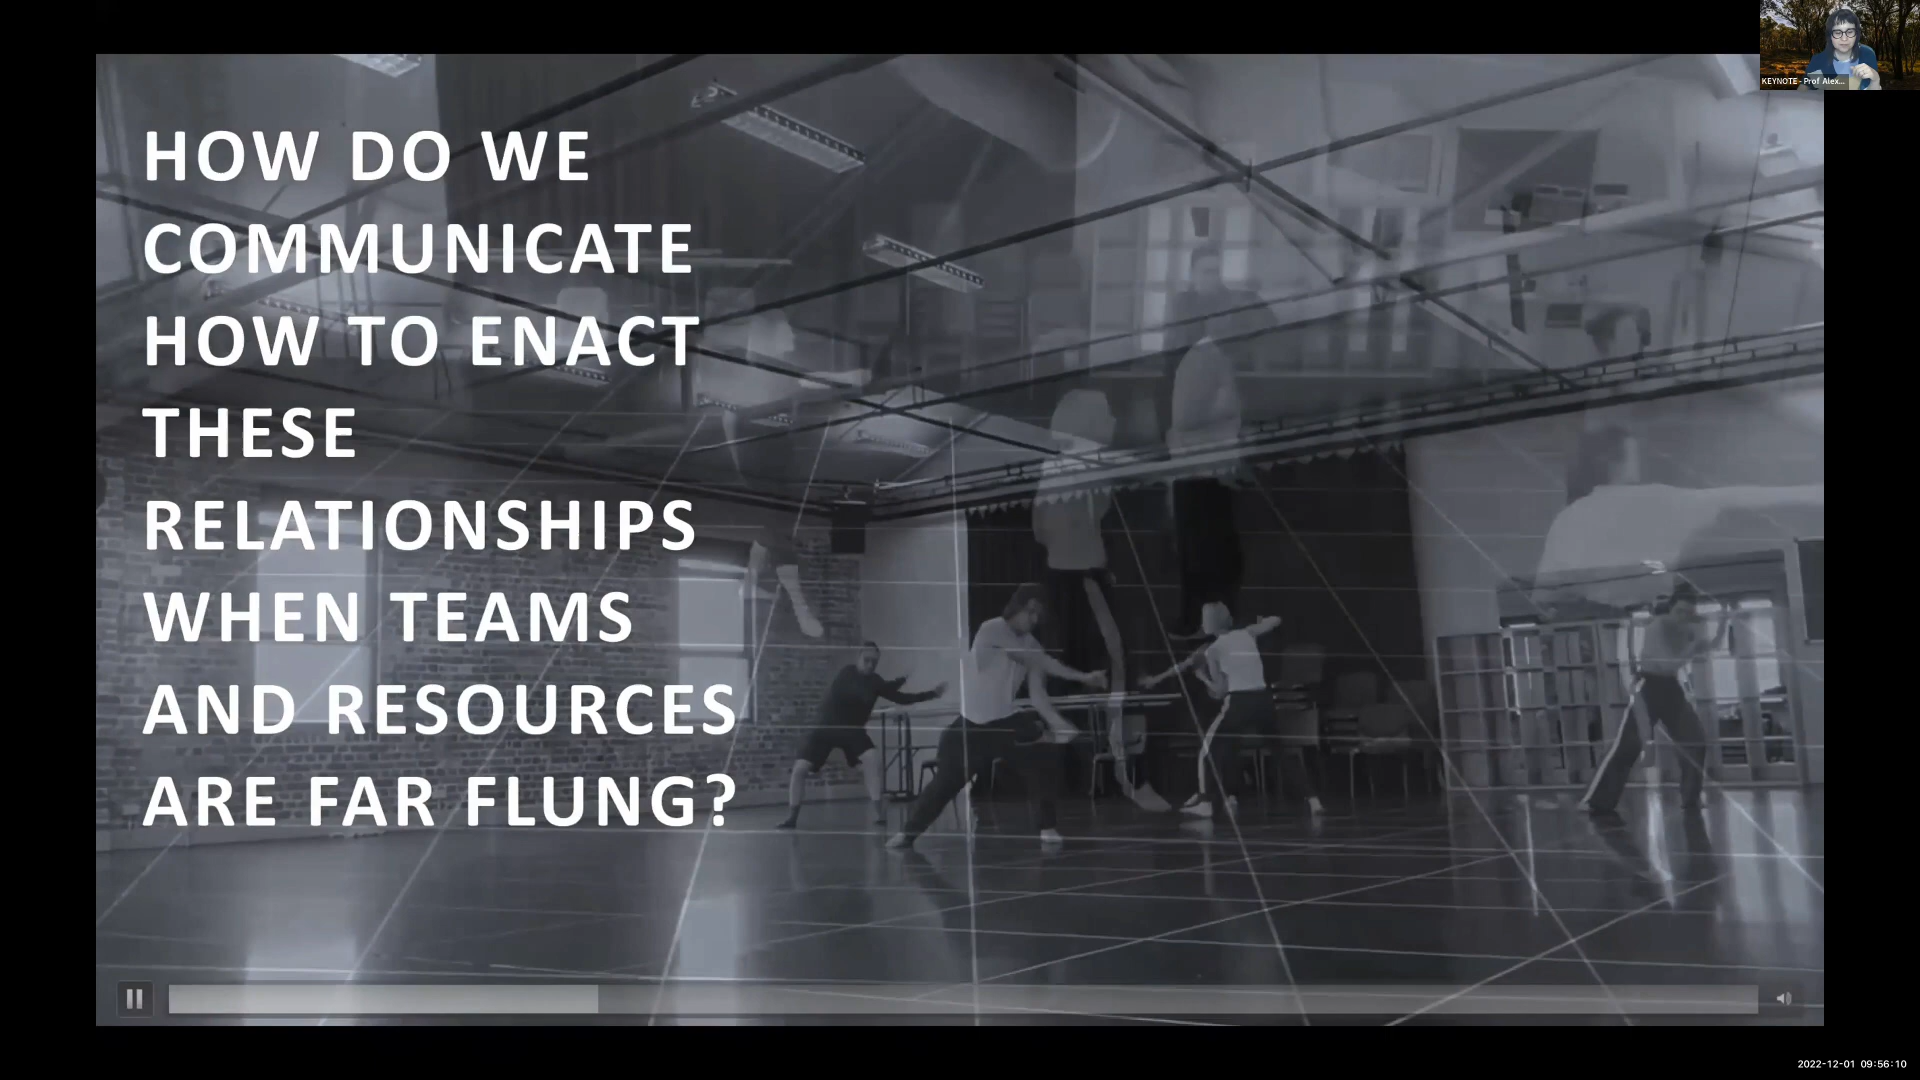 KEYNOTE - Prof Alex...
HOW DO WE
COMMUNICATE
HOW TO ENACT
THESE
RELATIONSHIPS
WHEN TEAMS
AND RESOURCES
ARE FAR FLUNG?
2022-12-01 09:56:10